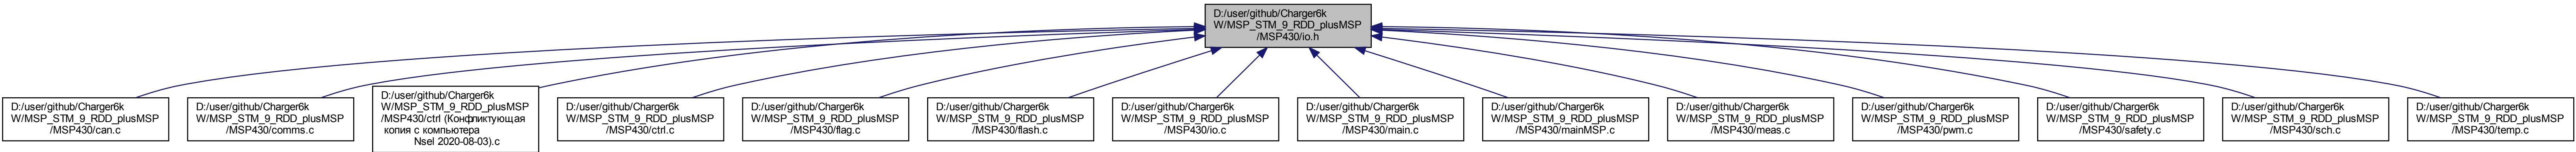 D:/user/github/Charger6k
W/MSP_STM_9_RDD_plusMSP
/MSP430/io.h
D:/user/github/Charger6k
W/MSP_STM_9_RDD_plusMSP
/MSP430/can.c
D:/user/github/Charger6k
W/MSP_STM_9_RDD_plusMSP
/MSP430/comms.c
D:/user/github/Charger6k
W/MSP_STM_9_RDD_plusMSP
/MSP430/ctrl (Конфликтующая
копия с компьютера
Nsel 2020-08-03).c
D:/user/github/Charger6k
W/MSP_STM_9_RDD_plusMSP
/MSP430/ctrl.c
D:/user/github/Charger6k
W/MSP_STM_9_RDD_plusMSP
/MSP430/flag.c
D:/user/github/Charger6k
W/MSP_STM_9_RDD_plusMSP
/MSP430/flash.c
D:/user/github/Charger6k
W/MSP_STM_9_RDD_plusMSP
/MSP430/io.c
D:/user/github/Charger6k
W/MSP_STM_9_RDD_plusMSP
/MSP430/main.c
D:/user/github/Charger6k
W/MSP_STM_9_RDD_plusMSP
/MSP430/mainMSP.c
D:/user/github/Charger6k
W/MSP_STM_9_RDD_plusMSP
/MSP430/meas.c
D:/user/github/Charger6k
W/MSP_STM_9_RDD_plusMSP
/MSP430/pwm.c
D:/user/github/Charger6k
W/MSP_STM_9_RDD_plusMSP
/MSP430/safety.c
D:/user/github/Charger6k
W/MSP_STM_9_RDD_plusMSP
/MSP430/sch.c
D:/user/github/Charger6k
W/MSP_STM_9_RDD_plusMSP
/MSP430/temp.c